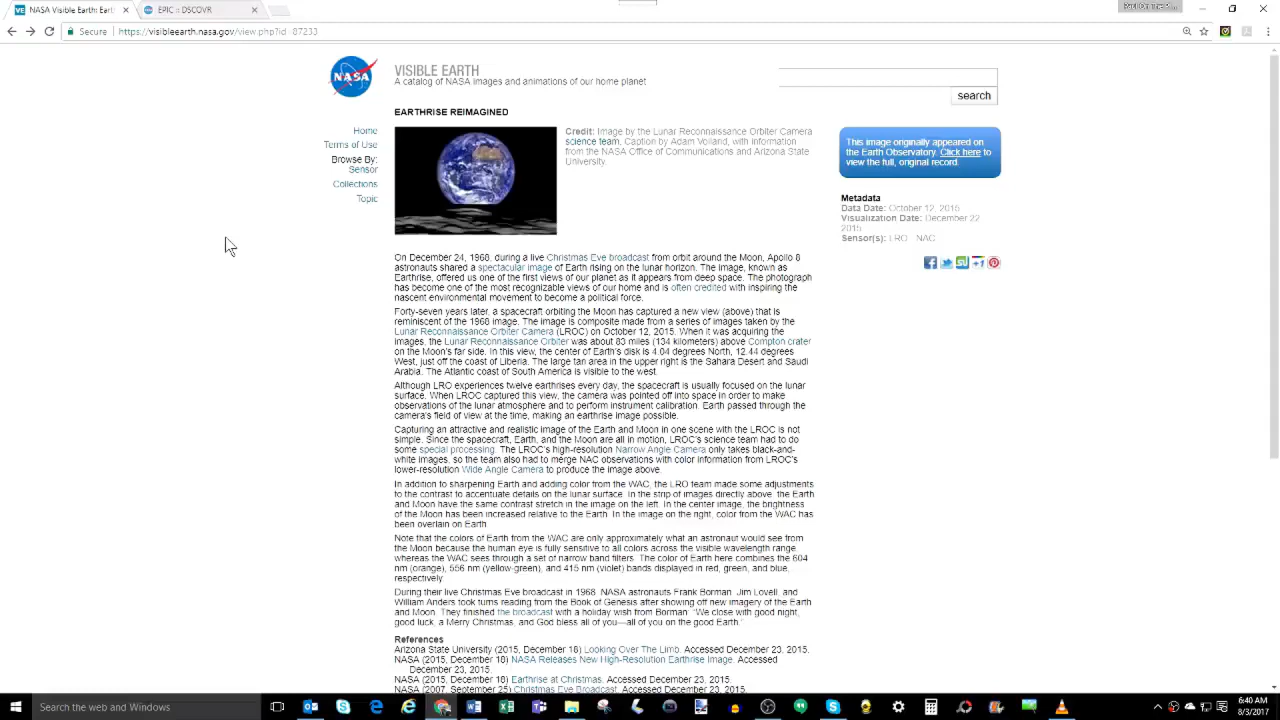 NASA Visible Earth: Eart
EPIC :: DSCOVR
Secure
https://visibleearth.nasa.gov/view.php?id=87233
NASA
VISIBLE EARTH
A catalog of NASA images and animations of our home planet
search
EARTHRISE REIMAGINED
Home
Terms of Use
Browse By:
Sensor
Collections
Topic
Credit: Image by the Lunar Reconnaissance Orbiter Camera
science team, Caption by Adam Voiland, with information
from the NASA Office of Communications and Arizona State
University.
This image originally appeared on
the Earth Observatory. Click here to
view the full, original record.
Metadata
Data Date: October 12, 2015
Visualization Date: December 22
2015
Sensor(s): LRO - NAC
On December 24, 1968, during a live Christmas Eve broadcast from orbit around the Moon, Apollo 8
astronauts shared a spectacular image of Earth rising on the lunar horizon. The image, known as
Earthrise, offered us one of the first views of our planet as it appears from deep space. The photograph
has become one of the most recognizable views of our home and is often credited with inspiring the
nascent environmental movement to become a political force.
Forty-seven years later, a spacecraft orbiting the Moon has captured a new view (above) that is
reminiscent of the 1968 image. The image is composite made from a series of images taken by the
Lunar Reconnaissance Orbiter Camera (LROC) on October 12, 2015. When it was acquiring the
images, the Lunar Reconnaissance Orbiter was about 83 miles (134 kilometers) above Compton crater
on the Moon's far side. In this view, the center of Earth's disk is 4.04 degrees North, 12.44 degrees
West, just off the coast of Liberia. The large tan area in the upper right is the Sahara Desert and Saudi
Arabia. The Atlantic coast of South America is visible to the west.
Although LRO experiences twelve earthrises every day, the spacecraft is usually focused on the lunar
surface. When LROC captured this view, the camera was pointed off into space in order to make
observations of the lunar atmosphere and to perform instrument calibration. Earth passed through the
camera's field of view at the time, making an earthrise image possible.
Capturing an attractive and realistic image of the Earth and Moon in one scene with the LROC is not
simple. Since the spacecraft, Earth, and the Moon are all in motion, LROC's science team had to do
some special processing. The LROC's high-resolution Narrow Angle Camera only takes black-and-
white images, so the team also had to merge NAC observations with color information from LROC's
lower-resolution Wide Angle Camera to produce the image above.
In addition to sharpening Earth and adding color from the WAC, the LRO team made some adjustments
to the contrast to accentuate details on the lunar surface. In the strip of images directly above, the Earth
and Moon have the same contrast stretch in the image on the left. In the center image, the brightness
of the Moon has been increased relative to the Earth. In the image on the right, color from the WAC has
been overlain on Earth.
Note that the colors of Earth from the WAC are only approximately what an astronaut would see from
the Moon because the human eye is fully sensitive to all colors across the visible wavelength range
whereas the WAC sees through a set of narrow band filters. The color of Earth here combines the 604
nm (orange), 556 nm (yellow-green), and 415 nm (violet) bands displayed in red, green, and blue,
respectively.
During their live Christmas Eve broadcast in 1968, NASA astronauts Frank Borman, Jim Lovell, and
William Anders took turns reading from the Book of Genesis after showing off new imagery of the Earth
and Moon. They finished the broadcast with a holiday wish from Borman: "We close with good night,
good luck, a Merry Christmas, and God bless all of you—all of you on the good Earth."
References
Arizona State University (2015, December 18) Looking Over The Limb. Accessed December 23, 2015.
NASA (2015, December 18) NASA Releases New High-Resolution Earthrise Image. Accessed
December 23, 2015.
NASA (2015, December 18) Earthrise at Christmas. Accessed December 23, 2015.
NASA (2007, September 25) Christmas Eve Broadcast. Accessed December 23, 2015.
Search the web and Windows
6:40 AM
8/3/2017